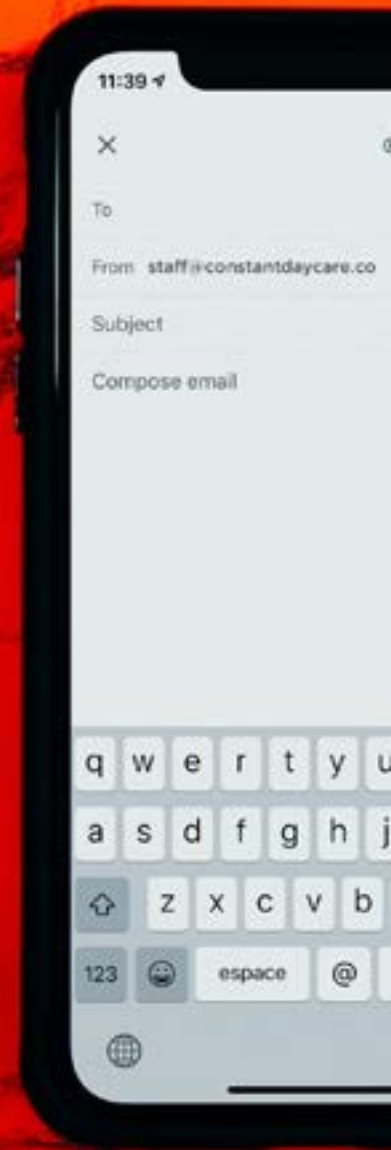 11:39
To
From staff@constantdaycare.co
Subject
Compose email
q w e r t y u
a s d f g h j
z x c v b
123 espace @